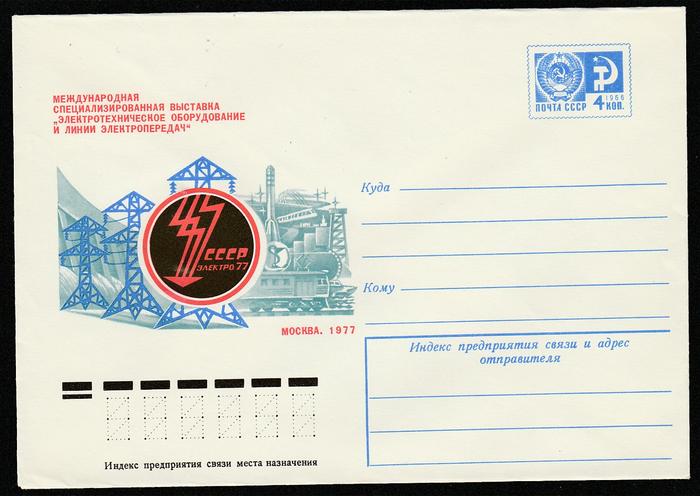 МЕЖДУНАРОДНАЯ
СПЕЦИАЛИЗИРОВАННАЯ ВЫСТАВКА
„ЭЛЕКТРОТЕХНИЧЕСКОЕ ОБОРУДОВАНИЕ
И ЛИНИИ ЭЛЕКТРОПЕРЕДАЧ“
1966
ПОЧТА СССР 4 КОП.
СССР
ЭЛЕКТРО 77
МОСКВА. 1977
Куда
Кому
Индекс предприятия связи и адрес
отправителя
Индекс предприятия связи места назначения